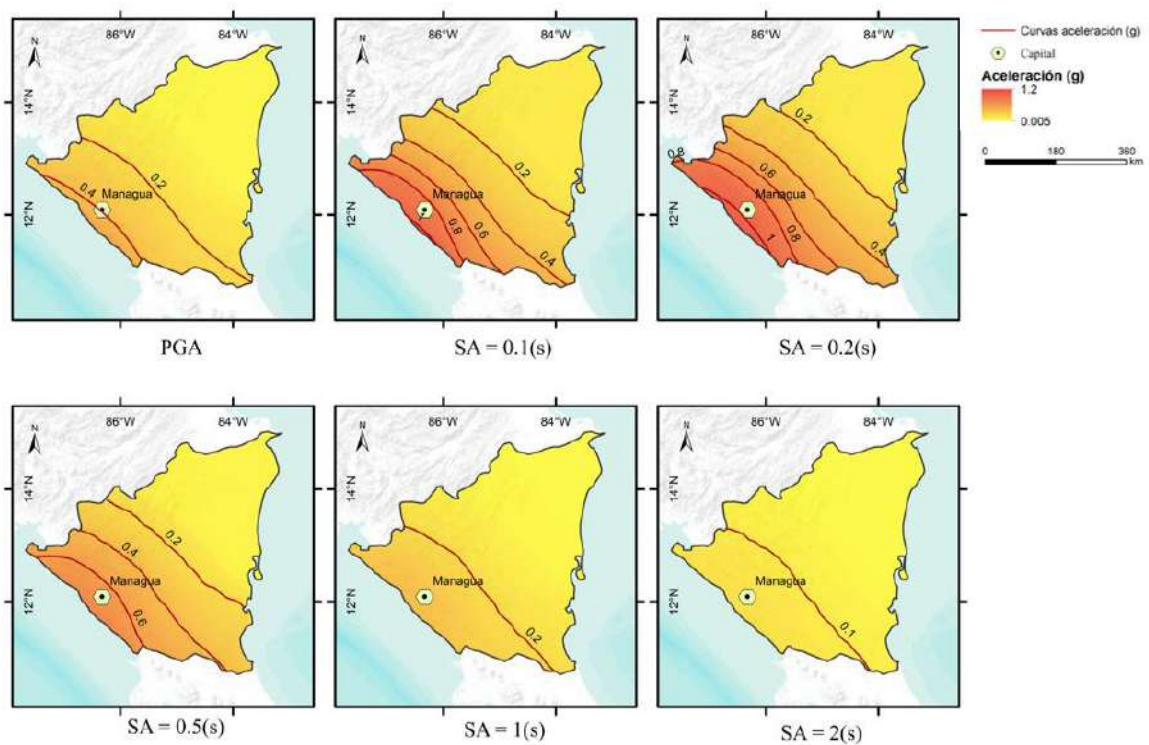 86°W 84°W
N
14°N
12°N
0.2
0.4
Managua
PGA
86°W 84°W
N
14°N
12°N
0.2
0.4
0.6
0.8
Managua
SA = 0.1(s)
86°W 84°W
N
14°N
12°N
0.2
0.4
0.6
0.8
0.8
1
Managua
SA = 0.2(s)
Curvas aceleración (g)
Capital
Aceleración (g)
1.2
0.005
0 180 360
km
86°W 84°W
N
14°N
12°N
0.2
0.4
0.6
Managua
SA = 0.5(s)
86°W 84°W
N
14°N
12°N
0.2
Managua
SA = 1(s)
86°W 84°W
N
14°N
12°N
0.1
Managua
SA = 2(s)